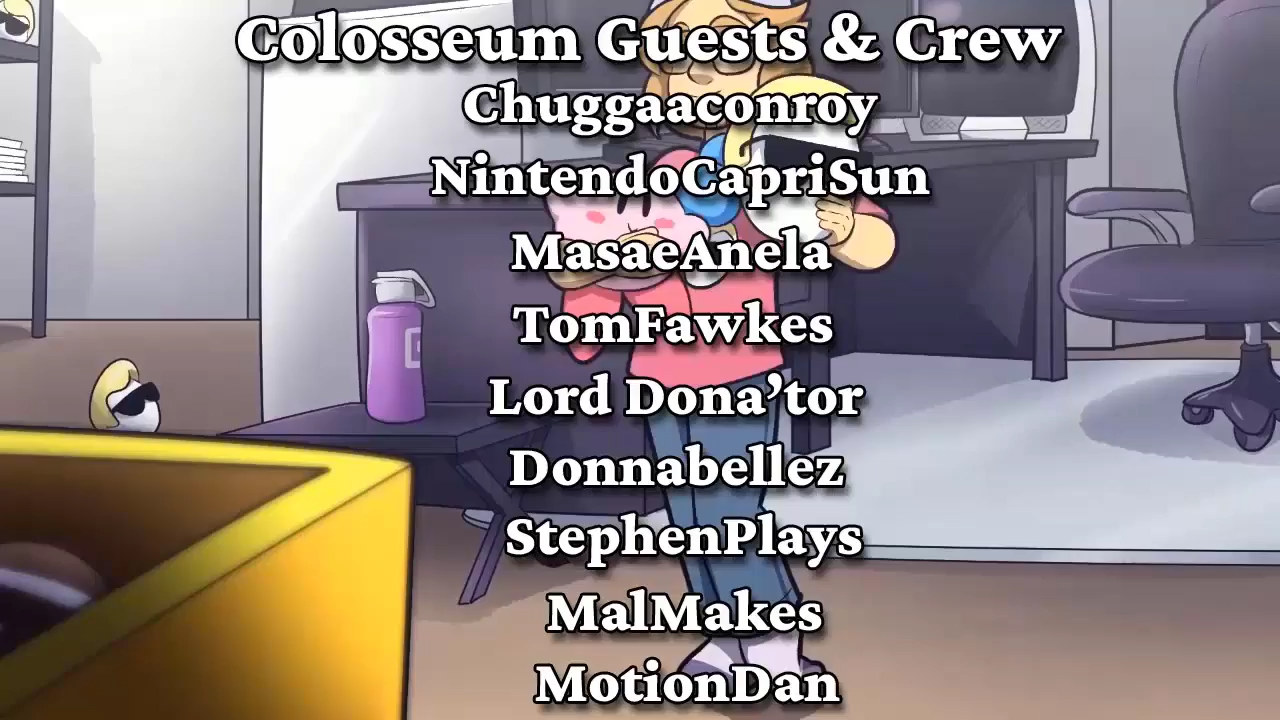 Colosseum Guests & Crew
Chuggaaconroy
NintendoCapriSun
MasaeAnela
TomFawkes
Lord Dona’tor
Donnabellez
StephenPlays
MalMakes
MotionDan